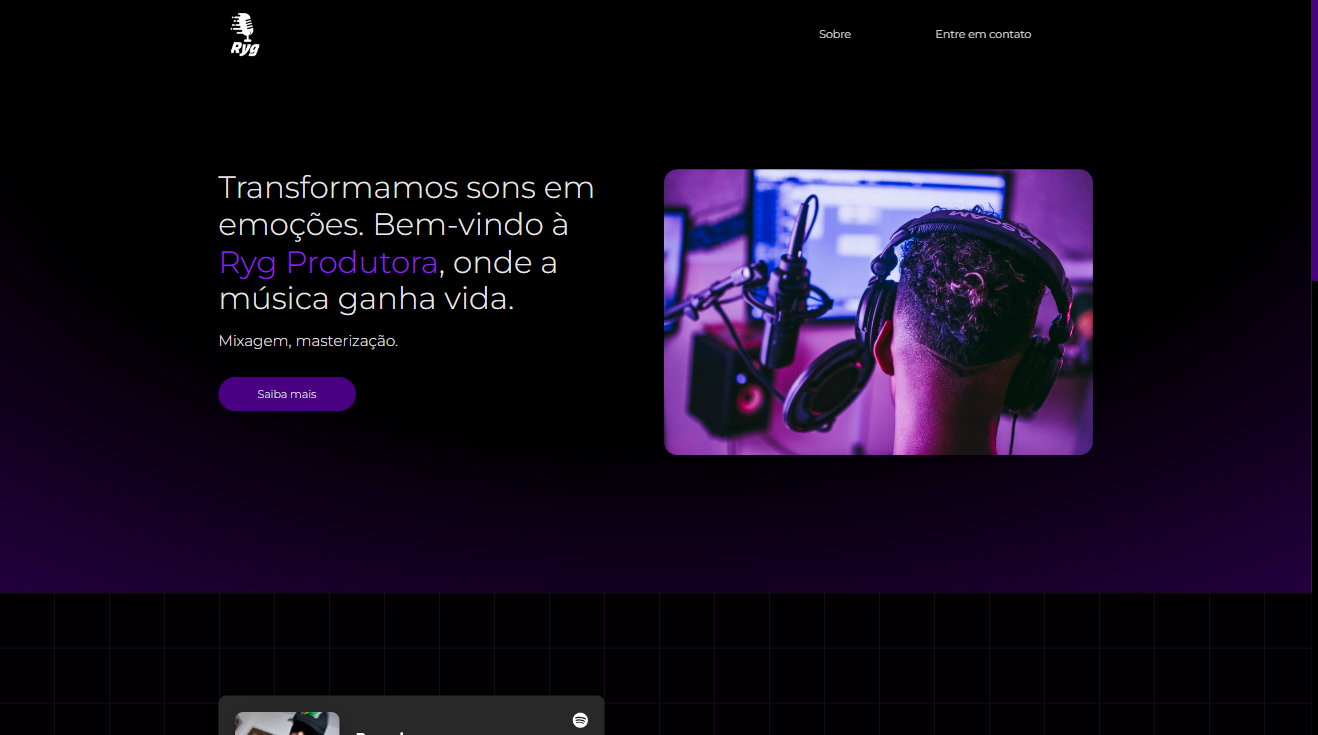 Ryg
Sobre
Entre em contato
Transformamos sons em
emoções. Bem-vindo à
Ryg Produtora, onde a
música ganha vida.
Mixagem, masterização.
Saiba mais
TASCAM